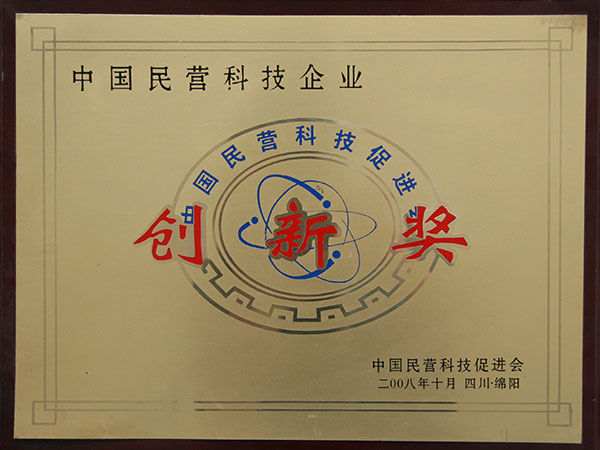 中国民营科技企业
中国民营科技促进会
创新奖
中国民营科技促进会
二00八年十月 四川·绵阳